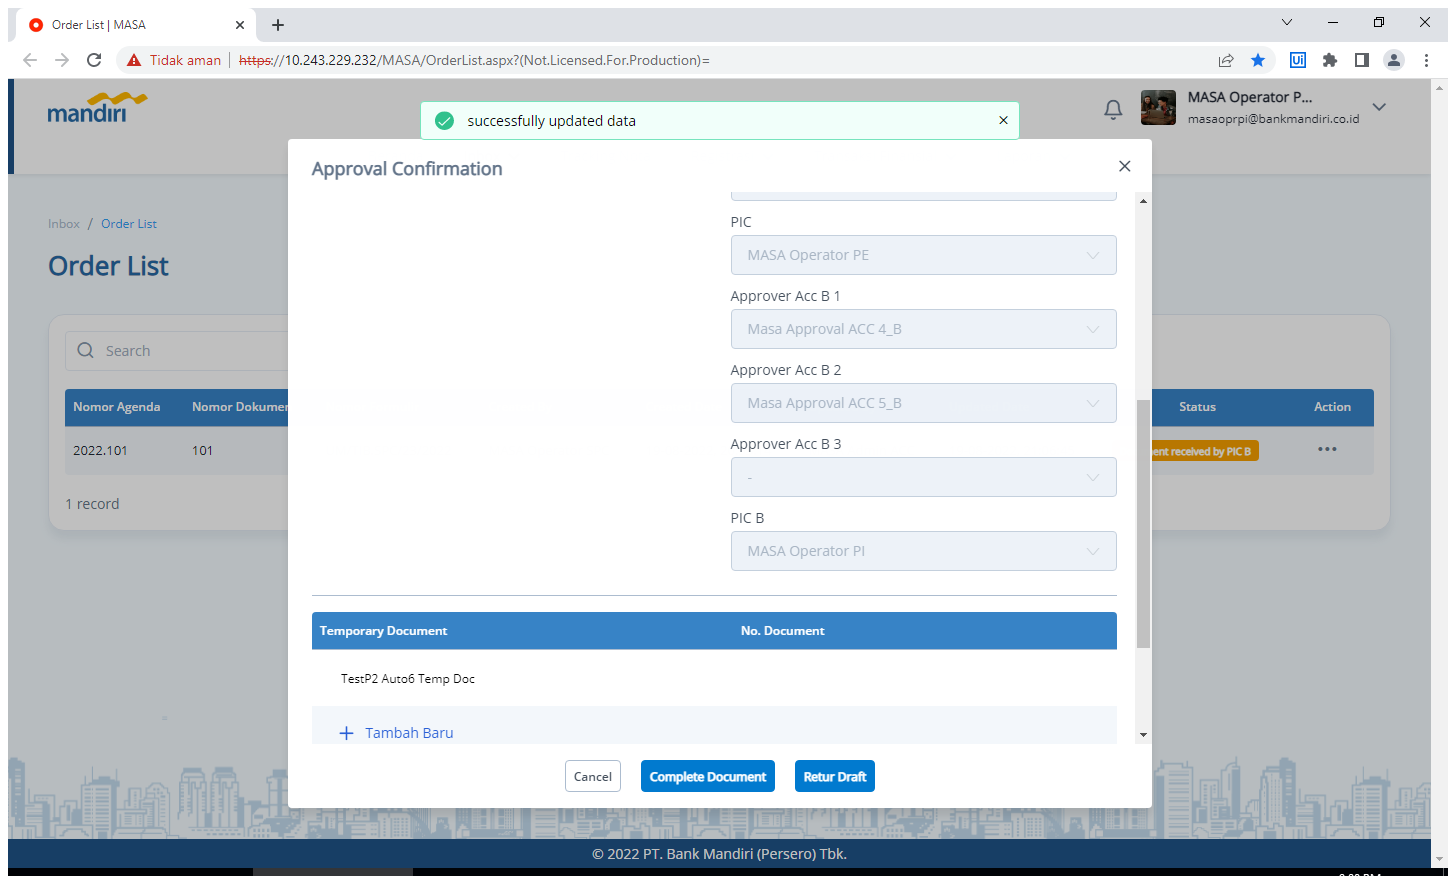 Order List | MASA
Tidak aman
https://10.243.229.232/MASA/OrderList.aspx?(Not.Licensed.For.Production)=
mandiri
successfully updated data
MASA Operator P...
masaoprpi@bankmandiri.co.id
Approval Confirmation
Inbox / Order List
Order List
Search
Nomor Agenda
Nomor Dokumen
Status
Action
2022.101
101
received by PIC B
1 record
PIC
MASA Operator PE
Approver Acc B 1
Masa Approval ACC 4_B
Approver Acc B 2
Masa Approval ACC 5_B
Approver Acc B 3
-
PIC B
MASA Operator PI
Temporary Document
No. Document
TestP2 Auto6 Temp Doc
+ Tambah Baru
Cancel
Complete Document
Retur Draft
© 2022 PT. Bank Mandiri (Persero) Tbk.